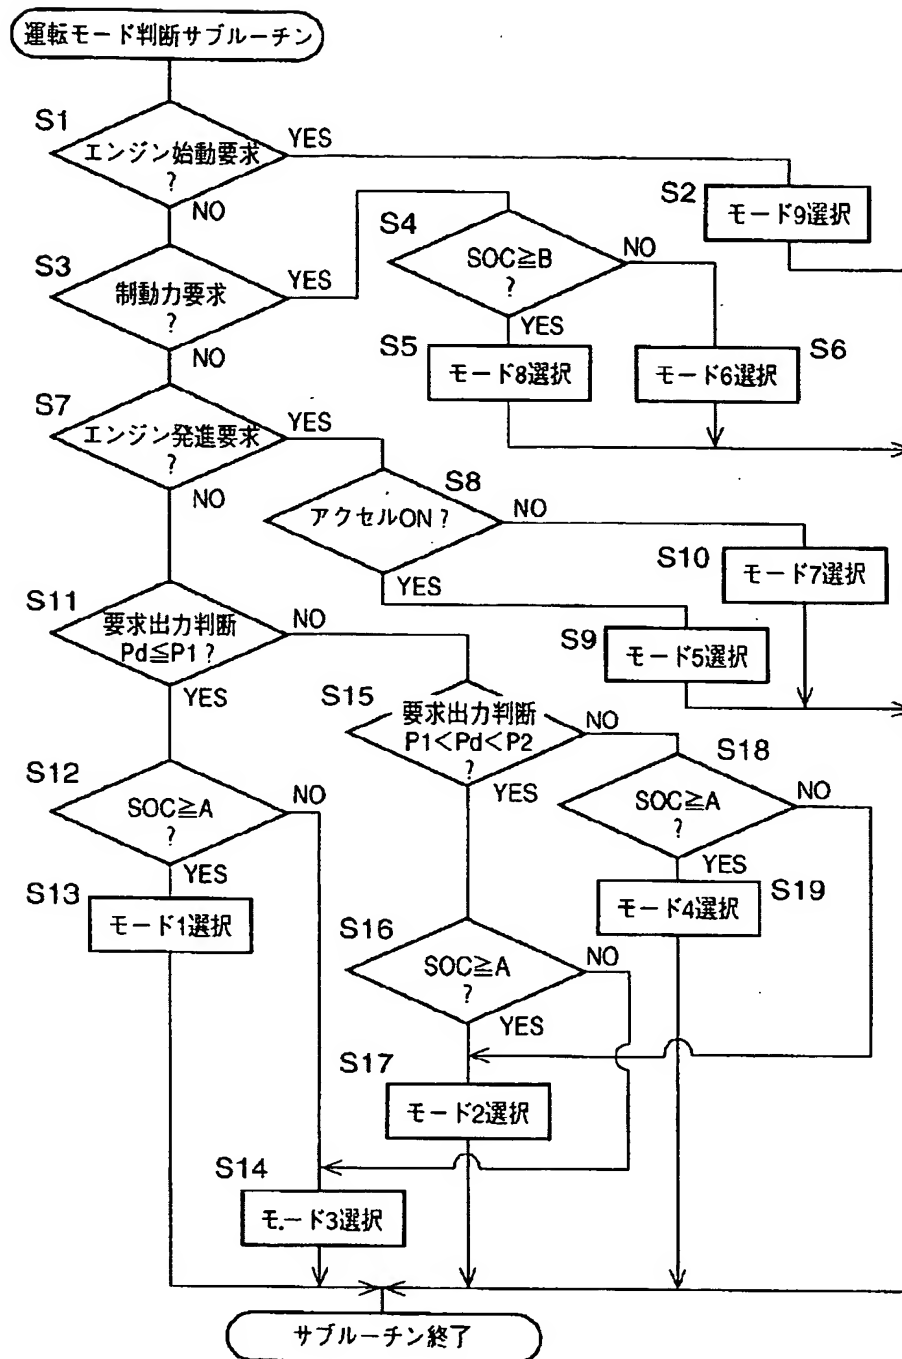 運転モード判断サブルーチン
S1
エンジン始動要求
?
YES
NO
S2
モード9選択
S3
制動力要求
?
YES
NO
S4
SOC≧B
?
NO
YES
S5
モード8選択
S6
モード6選択
S7
エンジン発進要求
?
YES
NO
S8
アクセルON?
NO
YES
S10
モード7選択
S9
モード5選択
S11
要求出力判断
Pd≦P1?
NO
YES
S15
要求出力判断
P1<Pd<P2
?
NO
YES
S12
SOC≧A
?
NO
YES
S18
SOC≧A
?
NO
YES
S13
モード1選択
S19
モード4選択
S16
SOC≧A
?
NO
YES
S17
モード2選択
S14
モード3選択
サブルーチン終了